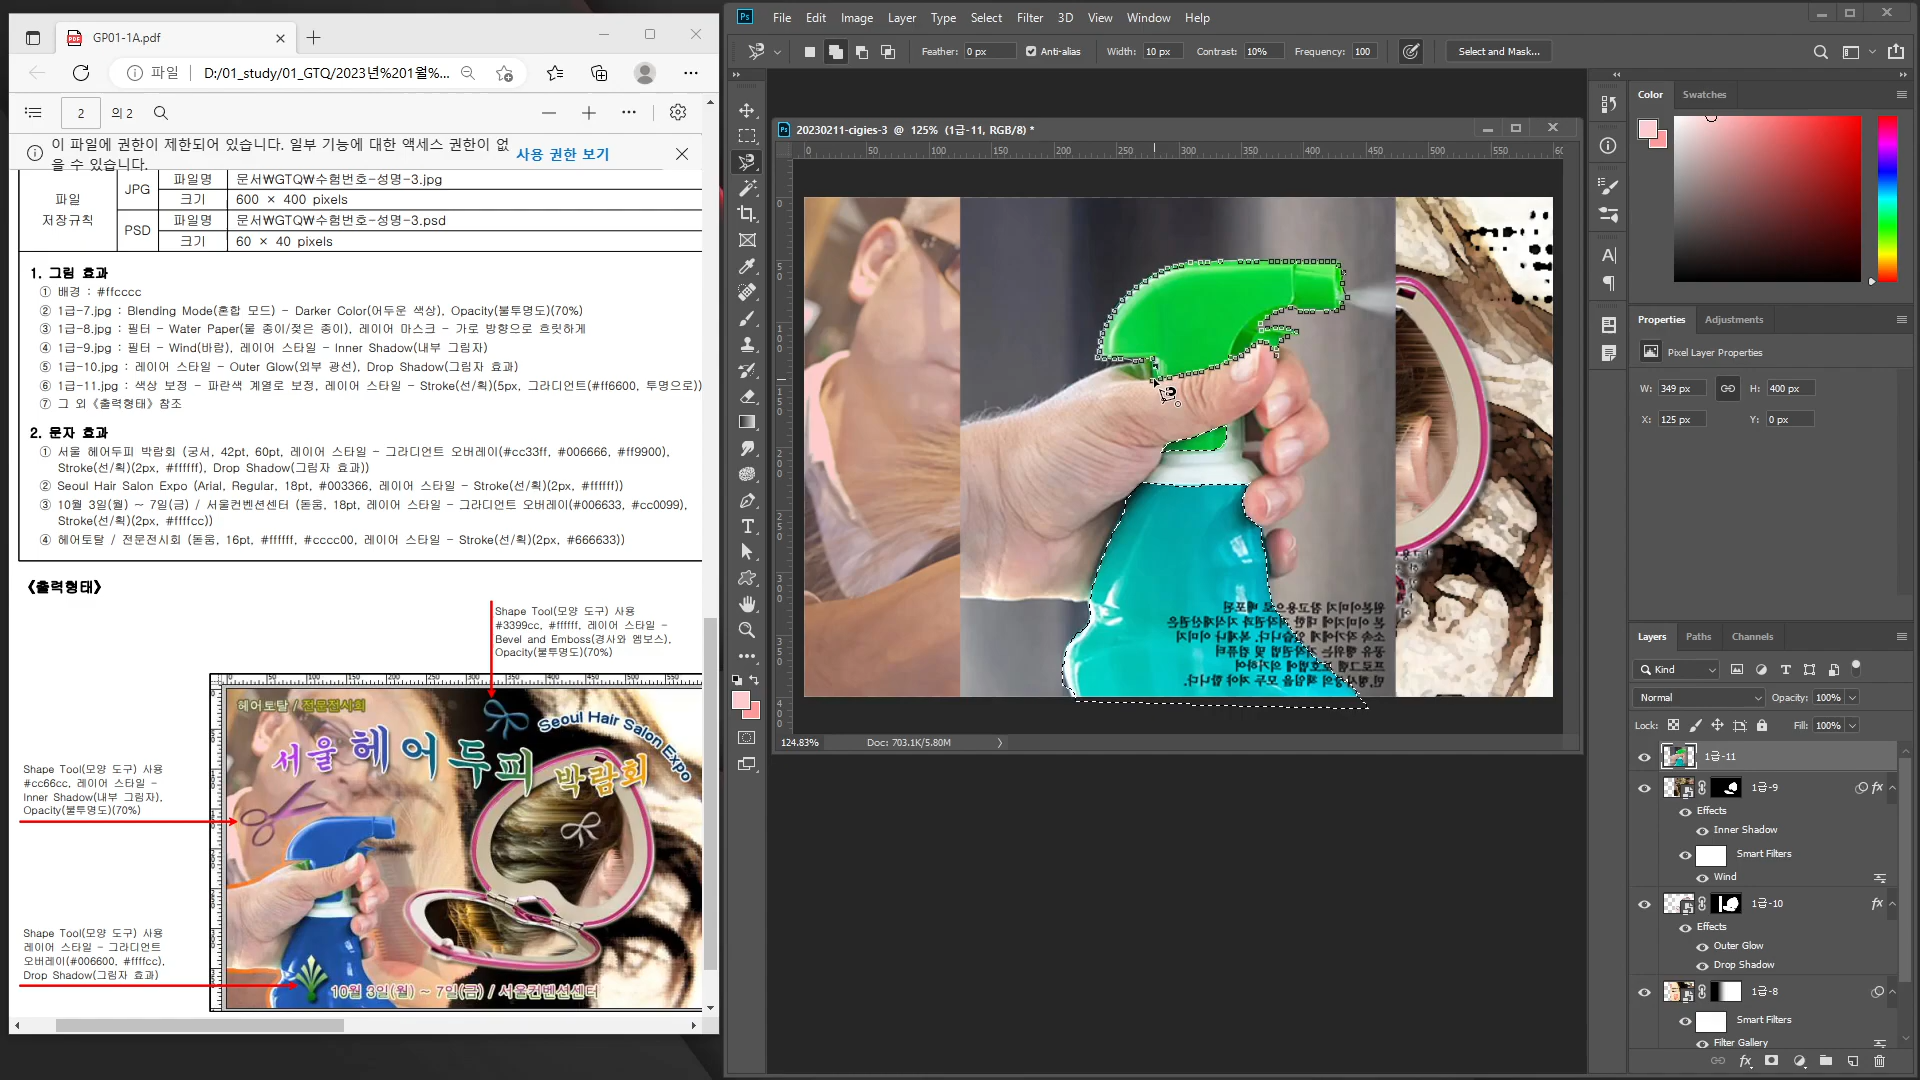 GP01-1A.pdf
파일
D:/01_study/01_GTQ/2023년%201월%...
2
의 2
이 파일에 권한이 제한되어 있습니다. 일부 기능에 대한 액세스 권한이 없
을 수 있습니다.
사용 권한 보기
파일
저장규칙
JPG
파일명
문서₩GTQ₩수험번호-성명-3.jpg
크기
600 × 400 pixels
PSD
파일명
문서₩GTQ₩수험번호-성명-3.psd
크기
60 × 40 pixels
1. 그림 효과
① 배경 : #ffcccc
② 1급-7.jpg : Blending Mode(혼합 모드) - Darker Color(어두운 색상), Opacity(불투명도)(70%)
③ 1급-8.jpg : 필터 - Water Paper(물 종이/젖은 종이), 레이어 마스크 - 가로 방향으로 흐릿하게
④ 1급-9.jpg : 필터 - Wind(바람), 레이어 스타일 - Inner Shadow(내부 그림자)
⑤ 1급-10.jpg : 레이어 스타일 - Outer Glow(외부 광선), Drop Shadow(그림자 효과)
⑥ 1급-11.jpg : 색상 보정 - 파란색 계열로 보정, 레이어 스타일 - Stroke(선/획)(5px, 그라디언트(#ff6600, 투명으로))
⑦ 그 외 《출력형태》 참조
2. 문자 효과
① 서울 헤어두피 박람회 (궁서, 42pt, 60pt, 레이어 스타일 - 그라디언트 오버레이(#cc33ff, #006666, #ff9900),
Stroke(선/획)(2px, #ffffff), Drop Shadow(그림자 효과))
② Seoul Hair Salon Expo (Arial, Regular, 18pt, #003366, 레이어 스타일 - Stroke(선/획)(2px, #ffffff))
③ 10월 3일(월) ~ 7일(금) / 서울컨벤션센터 (돋움, 18pt, 레이어 스타일 - 그라디언트 오버레이(#006633, #cc0099),
Stroke(선/획)(2px, #ffffcc))
④ 헤어토탈 / 전문전시회 (돋움, 16pt, #ffffff, #cccc00, 레이어 스타일 - Stroke(선/획)(2px, #666633))
《출력형태》
Shape Tool(모양 도구) 사용
#3399cc, #ffffff, 레이어 스타일 -
Bevel and Emboss(경사와 엠보스),
Opacity(불투명도)(70%)
Shape Tool(모양 도구) 사용
#cc66cc, 레이어 스타일 -
Inner Shadow(내부 그림자),
Opacity(불투명도)(70%)
Shape Tool(모양 도구) 사용
레이어 스타일 - 그라디언트
오버레이(#006600, #ffffcc),
Drop Shadow(그림자 효과)
헤어토탈 / 전문전시회
Seoul Hair Salon Expo
서울 헤어두피 박람회
10월 3일(월) ~ 7일(금) / 서울컨벤션센터
Ps
File Edit Image Layer Type Select Filter 3D View Window Help
Feather: 0 px Anti-alias Width: 10 px Contrast: 10% Frequency: 100 Select and Mask...
20230211-cigies-3 @ 125% (1급-11, RGB/8) *
0 50 100 150 200 250 300 350 400 450 500 550
124.83% Doc: 703.1K/5.80M
Color Swatches
Properties Adjustments
Pixel Layer Properties
W: 349 px H: 400 px
X: 125 px Y: 0 px
Layers Paths Channels
Kind
Normal Opacity: 100%
Lock: Fill: 100%
1급-11
1급-9 fx
Effects
Inner Shadow
Smart Filters
Wind
1급-10 fx
Effects
Outer Glow
Drop Shadow
1급-8
Smart Filters
Filter Gallery